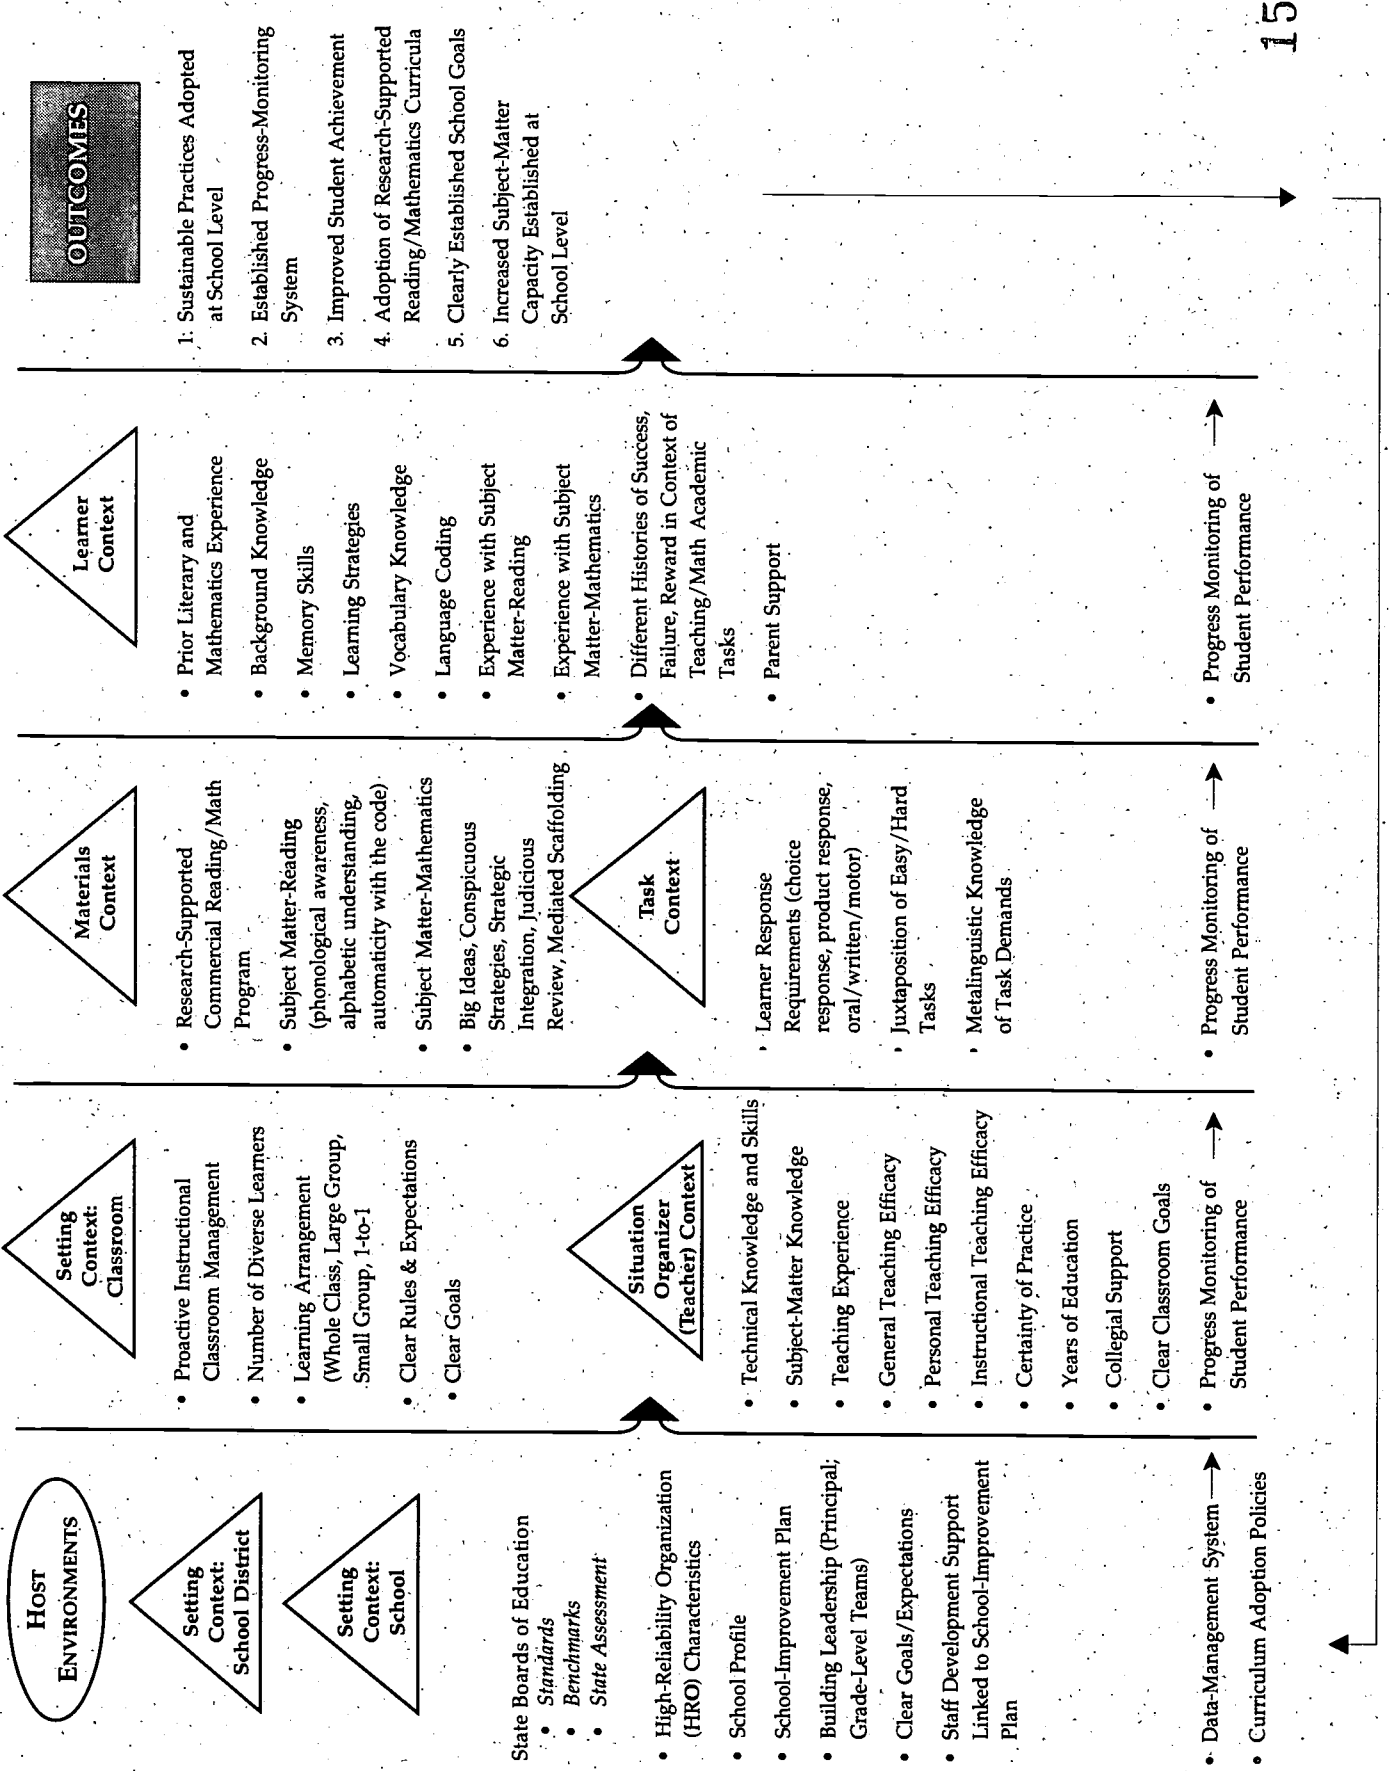 HOST
ENVIRONMENTS
Setting
Context:
School District
Setting
Context:
School
State Boards of Education
• Standards
• Benchmarks
• State Assessment
• High-Reliability Organization
(HRO) Characteristics
• School Profile
• School-Improvement Plan
• Building Leadership (Principal;
Grade-Level Teams)
• Clear Goals/Expectations
• Staff Development Support
Linked to School-Improvement
Plan
• Data-Management System
• Curriculum Adoption Policies
Setting
Context:
Classroom
• Proactive Instructional
Classroom Management
• Number of Diverse Learners
• Learning Arrangement
(Whole Class, Large Group,
Small Group, 1-to-1
• Clear Rules & Expectations
• Clear Goals
Situation
Organizer
(Teacher) Context
• Technical Knowledge and Skills
• Subject-Matter Knowledge
• Teaching Experience
• General Teaching Efficacy
• Personal Teaching Efficacy
• Instructional Teaching Efficacy
• Certainty of Practice
• Years of Education
• Collegial Support
• Clear Classroom Goals
• Progress Monitoring of
Student Performance
Materials
Context
• Research-Supported
Commercial Reading/Math
Program
• Subject Matter-Reading
(phonological awareness,
alphabetic understanding,
automaticity with the code)
• Subject Matter-Mathematics
• Big Ideas, Conspicuous
Strategies, Strategic
Integration, Judicious
Review, Mediated Scaffolding
Task
Context
• Learner Response
Requirements (choice
response, product response,
oral/written/motor)
• Juxtaposition of Easy/Hard
Tasks
• Metalinguistic Knowledge
of Task Demands
• Progress Monitoring of
Student Performance
Learner
Context
• Prior Literary and
Mathematics Experience
• Background Knowledge
• Memory Skills
• Learning Strategies
• Vocabulary Knowledge
• Language Coding
• Experience with Subject
Matter-Reading
• Experience with Subject
Matter-Mathematics
• Different Histories of Success,
Failure, Reward in Context of
Teaching/Math Academic
Tasks
• Parent Support
• Progress Monitoring of
Student Performance
OUTCOMES
1. Sustainable Practices Adopted
at School Level
2. Established Progress-Monitoring
System
3. Improved Student Achievement
4. Adoption of Research-Supported
Reading/Mathematics Curricula
5. Clearly Established School Goals
6. Increased Subject-Matter
Capacity Established at
School Level
15